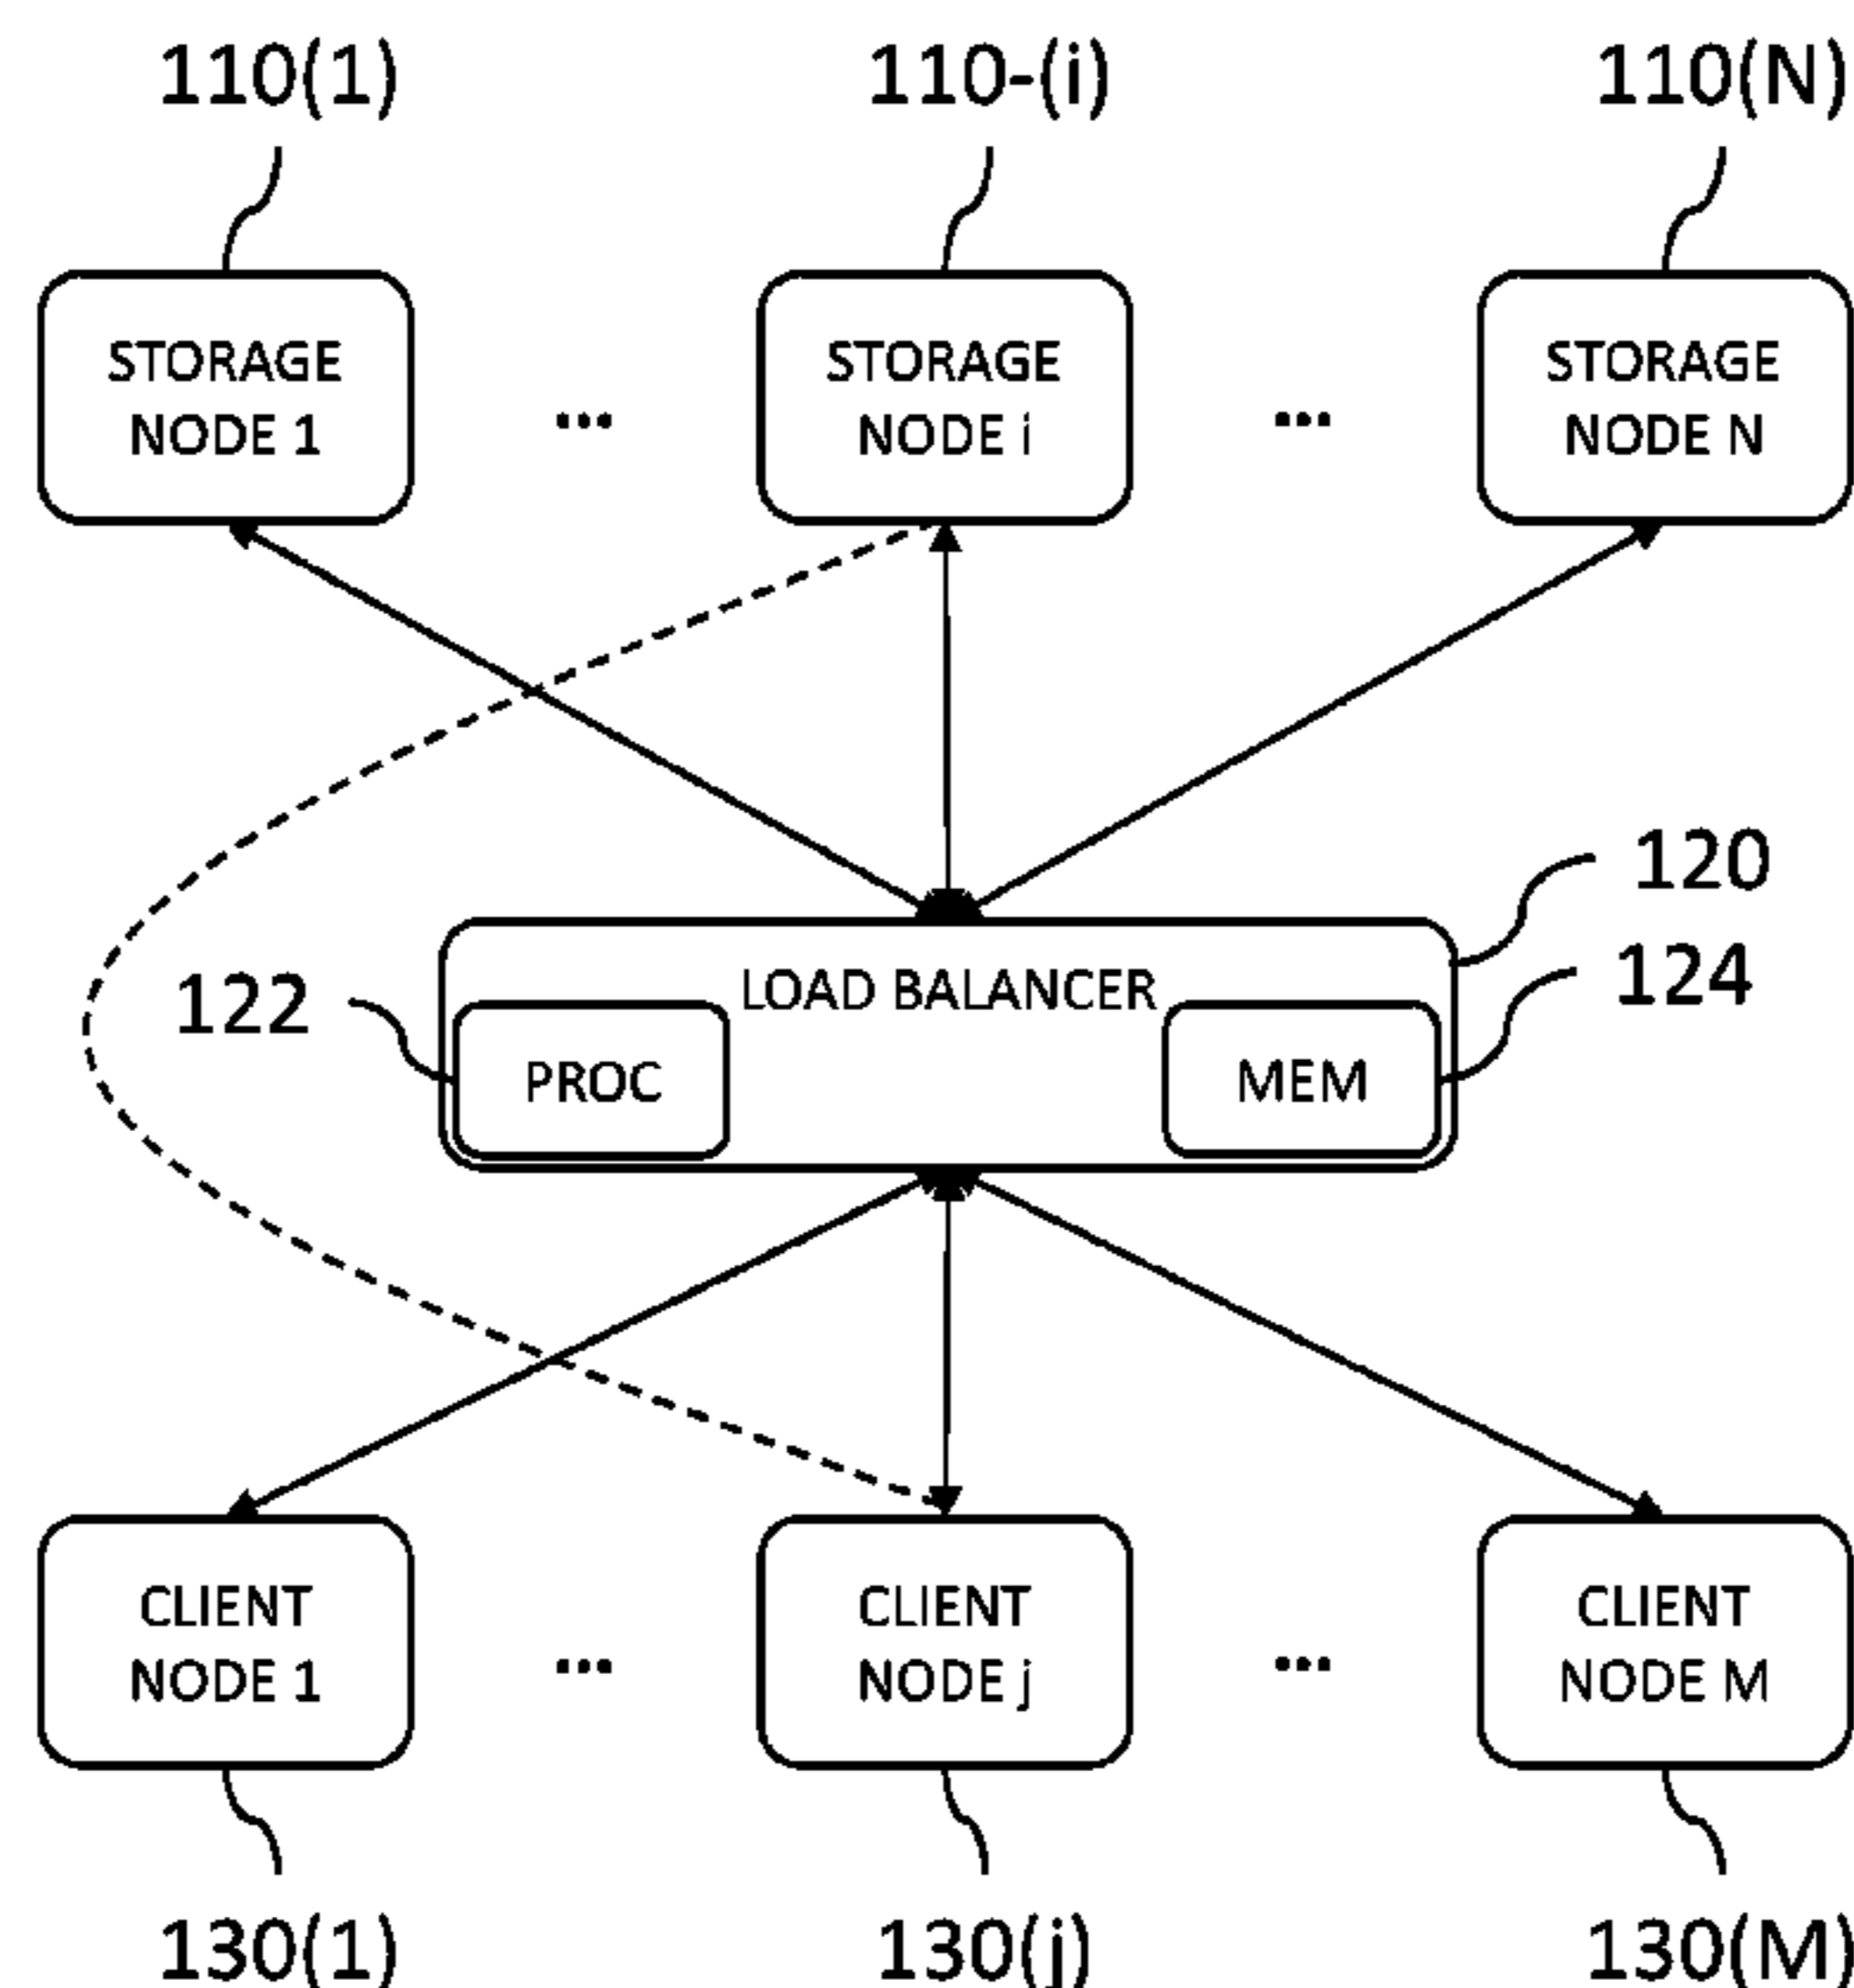 110(1) 110-(i) 110(N)
STORAGE STORAGE STORAGE
NODE 1 ... NODE i ... NODE N
120
LOAD BALANCER 124
122
PROC MEM
CLIENT CLIENT CLIENT
NODE 1 ... NODE j ... NODE M
130(1) 130(j) 130(M)